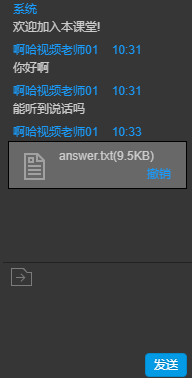 系统
欢迎加入本课堂!
啊哈视频老师01 10:31
你好啊
啊哈视频老师01 10:31
能听到说话吗
啊哈视频老师01 10:33
answer.txt(9.5KB)
撤销
发送